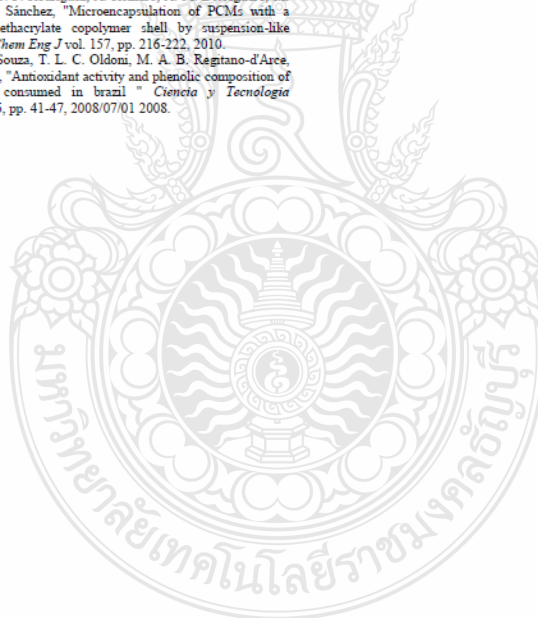 Sánchez, "Microencapsulation of PCMs with a
ethacrylate copolymer shell by suspension-like
Chem Eng J vol. 157, pp. 216-222, 2010.
Souza, T. L. C. Oldoni, M. A. B. Regitano-d'Arce,
, "Antioxidant activity and phenolic composition of
consumed in brazil " Ciencia y Tecnologia
, pp. 41-47, 2008/07/01 2008.
มหาวิทยาลัยเทคโนโลยีราชมงคลธัญบุรี